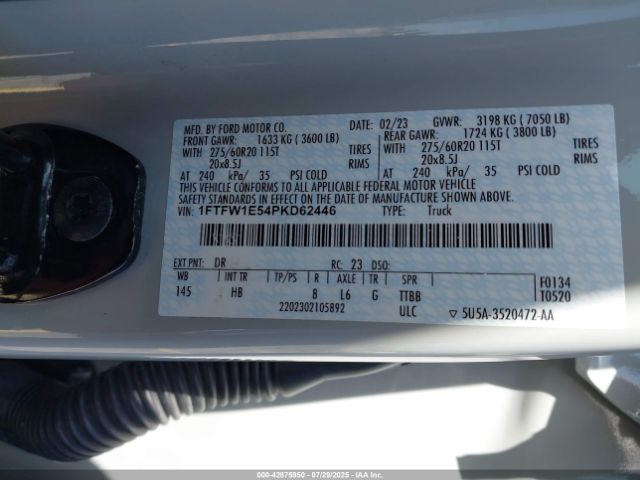 MFD. BY FORD MOTOR CO. DATE: 02/23 GVWR: 3198 KG ( 7050 LB)
FRONT GAWR: 1633 KG ( 3600 LB) REAR GAWR: 1724 KG ( 3800 LB)
WITH 275/60R20 115T TIRES WITH 275/60R20 115T TIRES
20x8.5J RIMS 20x8.5J RIMS
AT 240 kPa/ 35 PSI COLD AT 240 kPa/ 35 PSI COLD
THIS VEHICLE CONFORMS TO ALL APPLICABLE FEDERAL MOTOR VEHICLE
SAFETY STANDARDS IN EFFECT ON THE DATE OF MANUFACTURE SHOWN ABOVE.
VIN: 1FTFW1E54PKD62446 TYPE: Truck
EXT PNT: DR RC: 23 DSO: F0134
WB INT TR TP/PS R AXLE TR SPR T0520
145 HB 8 L6 G TTBB
2202302105892 ULC ▽ 5U5A-3520472-AA
000-42875950 | 07/29/2025 | IAAI.COM